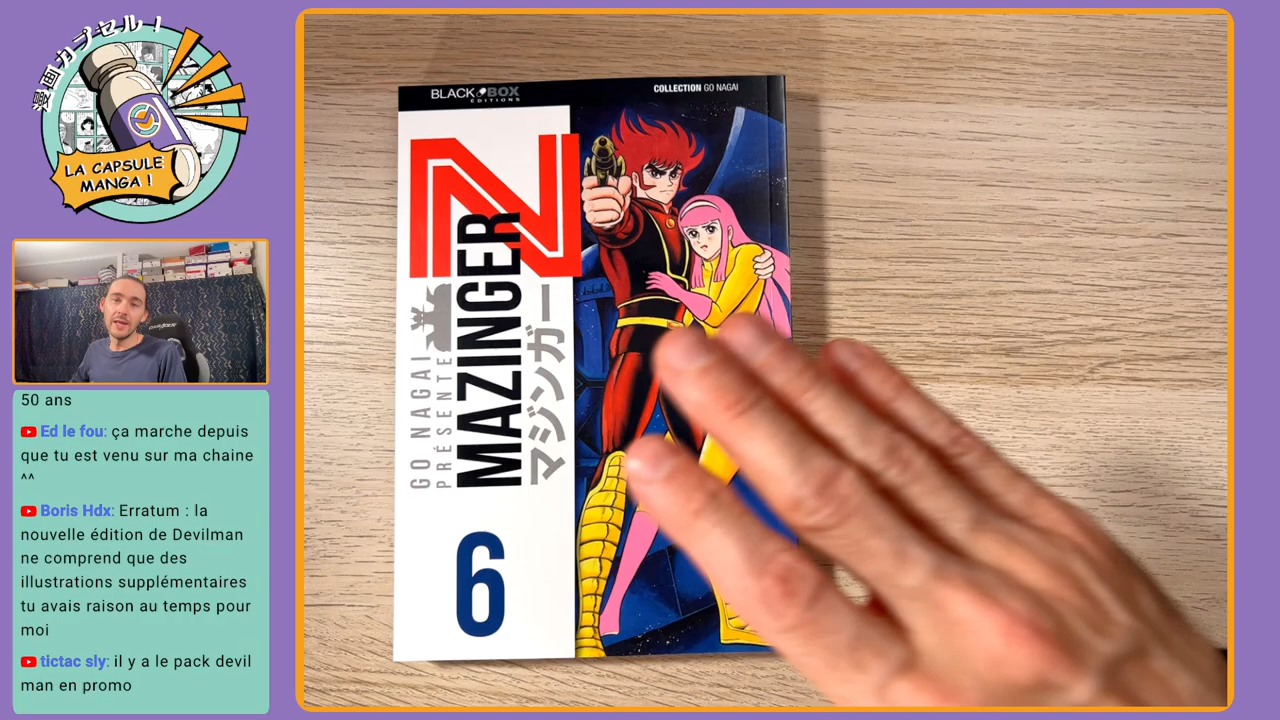 漫画カプセル!
LA CAPSULE
MANGA !
50 ans
Ed le fou: ça marche depuis
que tu est venu sur ma chaine
^^
Boris Hdx: Erratum : la
nouvelle édition de Devilman
ne comprend que des
illustrations supplémentaires
tu avais raison au temps pour
moi
tictac sly: il y a le pack devil
man en promo
BLACK BOX
ÉDITIONS
COLLECTION GO NAGAI
Z
GO NAGAI
PRÉSENTE
MAZINGER
マジンガー
6